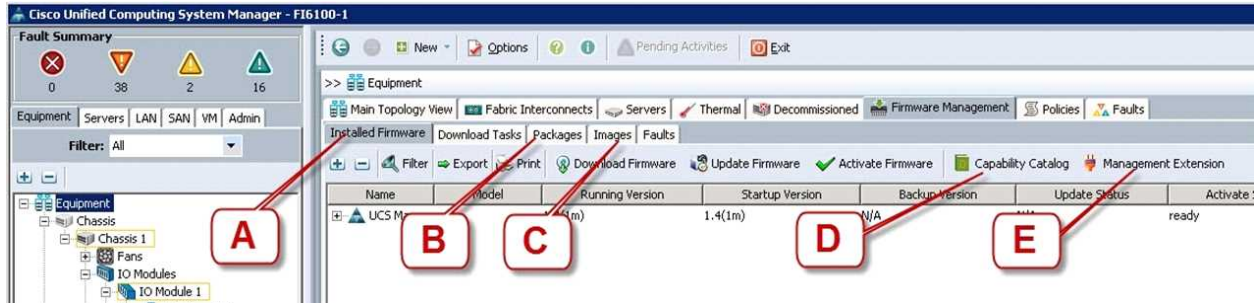 Cisco Unified Computing System Manager - FI6100-1
Fault Summary
0 38 2 16
New Options Pending Activities Exit
>> Equipment
Equipment Servers LAN SAN VM Admin
Main Topology View Fabric Interconnects Servers Thermal Decommissioned Firmware Management Policies Faults
Installed Firmware Download Tasks Packages Images Faults
Filter: All
Filter Export Print Download Firmware Update Firmware Activate Firmware Capability Catalog Management Extension
Name Model Running Version Startup Version Backup Version Update Status Activate S
UCS Ma 1m) 1.4(1m) N/A ready
Equipment
Chassis
Chassis 1
Fans
IO Modules
IO Module 1
A B C D E